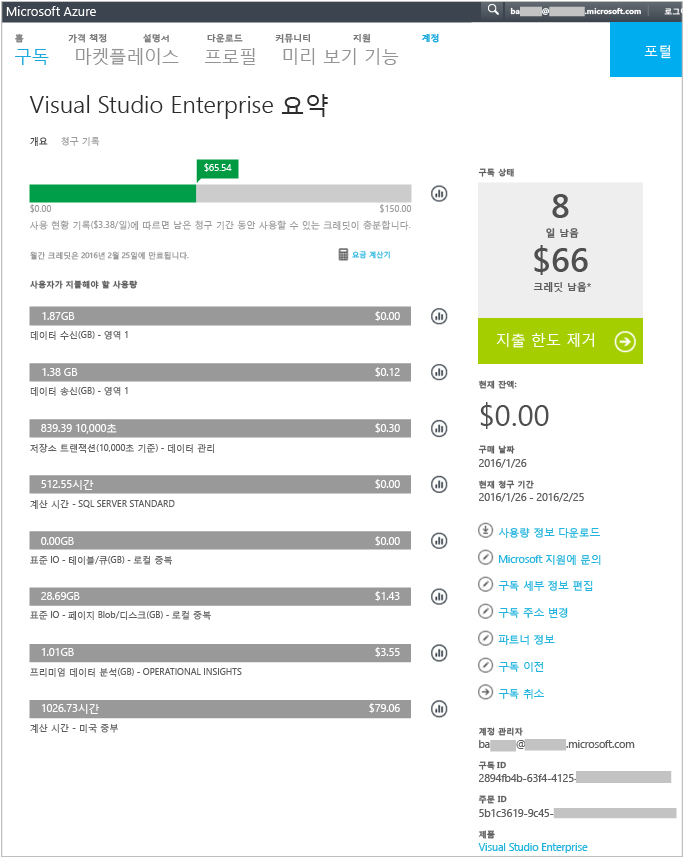 Microsoft Azure
ba @ .microsoft.com
홈 가격 책정 설명서 다운로드 커뮤니티 지원 계정
구독 마켓플레이스 프로필 미리 보기 기능
포털
Visual Studio Enterprise 요약
개요 청구 기록
$65.54
$0.00 $150.00
사용 현황 기록($3.38/일)에 따르면 남은 청구 기간 동안 사용할 수 있는 크레딧이 충분합니다.
월간 크레딧은 2016년 2월 25일에 만료됩니다.
요금 계산기
사용자가 지불해야 할 사용량
1.87GB $0.00
데이터 수신(GB) - 영역 1
1.38 GB $0.12
데이터 송신(GB) - 영역 1
839.39 10,000초 $0.30
저장소 트랜잭션(10,000초 기준) - 데이터 관리
512.55시간 $0.00
계산 시간 - SQL SERVER STANDARD
0.00GB $0.00
표준 IO - 테이블/큐(GB) - 로컬 중복
28.69GB $1.43
표준 IO - 페이지 Blob/디스크(GB) - 로컬 중복
1.01GB $3.55
프리미엄 데이터 분석(GB) - OPERATIONAL INSIGHTS
1026.73시간 $79.06
계산 시간 - 미국 중부
구독 상태
8
일 남음
$66
크레딧 남음*
지출 한도 제거
현재 잔액:
$0.00
구매 날짜
2016/1/26
현재 청구 기간
2016/1/26 - 2016/2/25
사용량 정보 다운로드
Microsoft 지원에 문의
구독 세부 정보 편집
구독 주소 변경
파트너 정보
구독 이전
구독 취소
계정 관리자
ba @ .microsoft.com
구독 ID
2894fb4b-63f4-4125-
주문 ID
5b1c3619-9c45-
제품
Visual Studio Enterprise